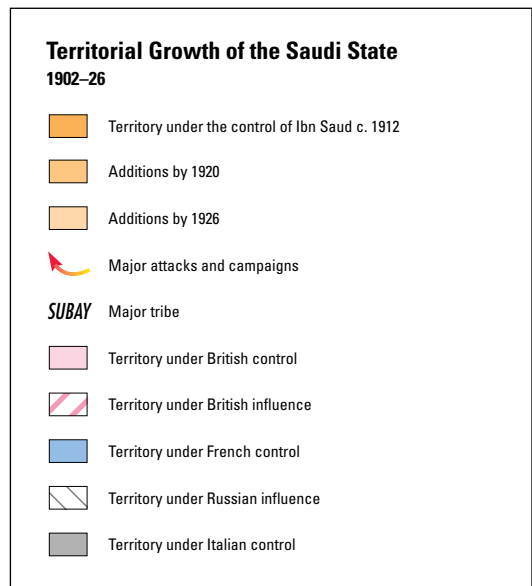 Territorial Growth of the Saudi State
1902–26
Territory under the control of Ibn Saud c. 1912
Additions by 1920
Additions by 1926
Major attacks and campaigns
SUBAY Major tribe
Territory under British control
Territory under British influence
Territory under French control
Territory under Russian influence
Territory under Italian control